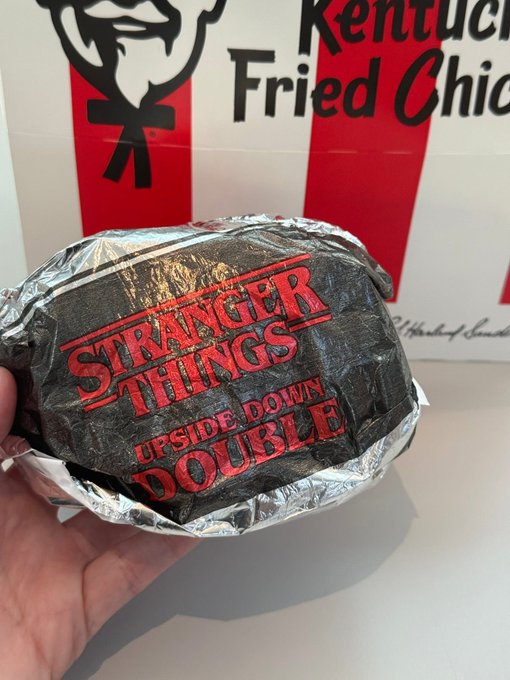 Kentuck
Fried Chic
STRANGER
THINGS
UPSIDE DOWN
DOUBLE